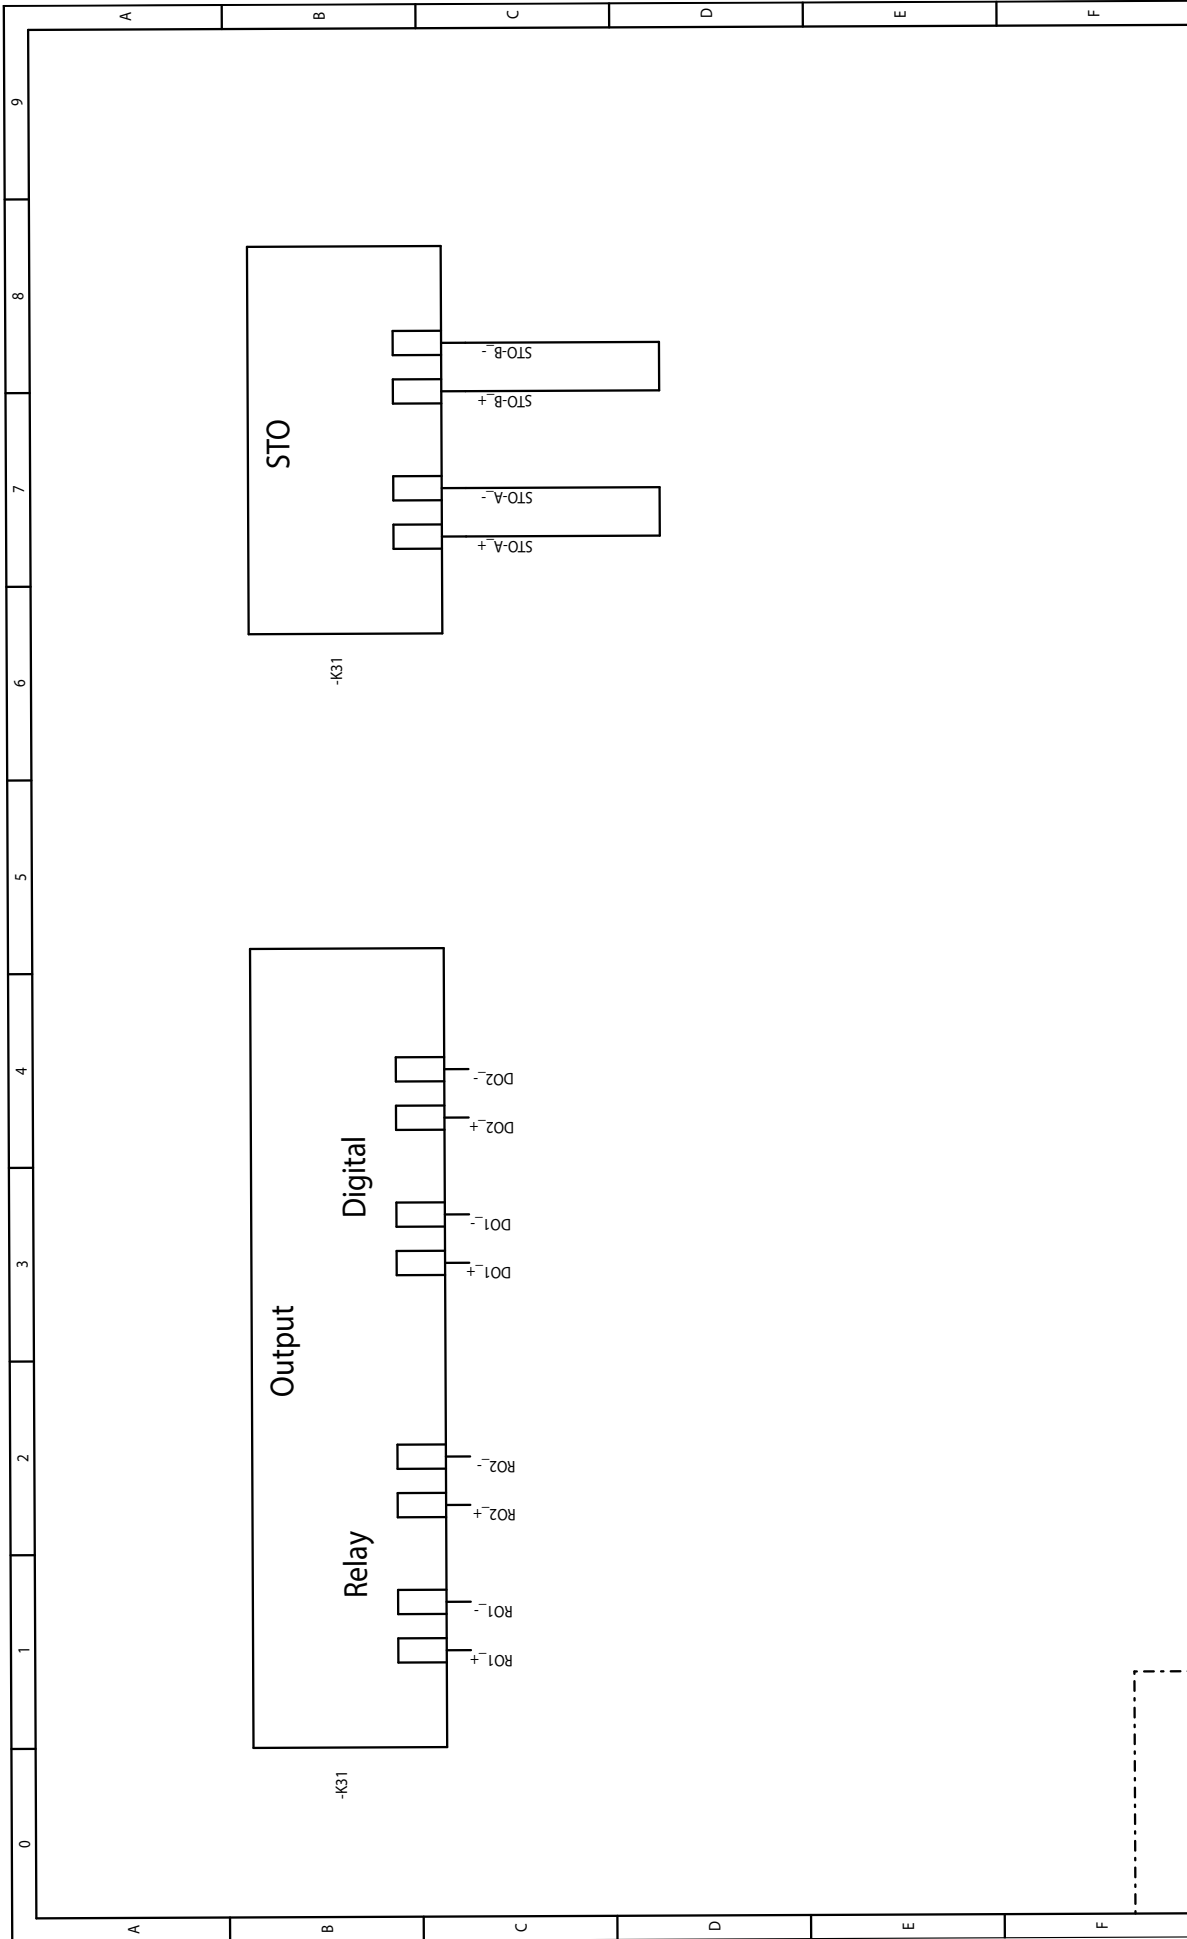 0 1 2 3 4 5 6 7 8 9
A
A
B
B
C
C
D
D
E
E
F
F
Output
STO
Relay
Digital
-K31
-K31
RO1_+
RO1_-
RO2_+
RO2_-
DO1_+
DO1_-
DO2_+
DO2_-
STO-A_+
STO-A_-
STO-B_+
STO-B_-